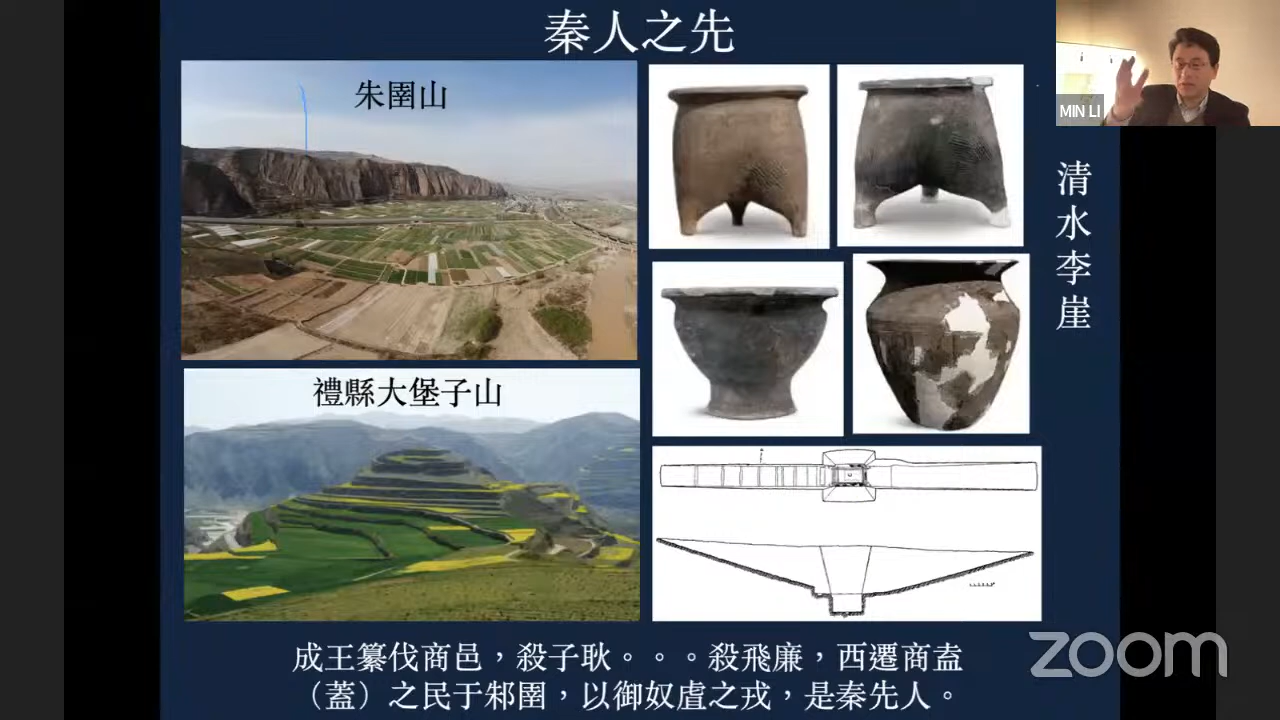 秦人之先
朱圉山
MIN LI
清水李崖
禮縣大堡子山
成王纂伐商邑，殺子耿。。。殺飛廉，西遷商盍
（蓋）之民于邾圉，以御奴虘之戎，是秦先人。
zoom